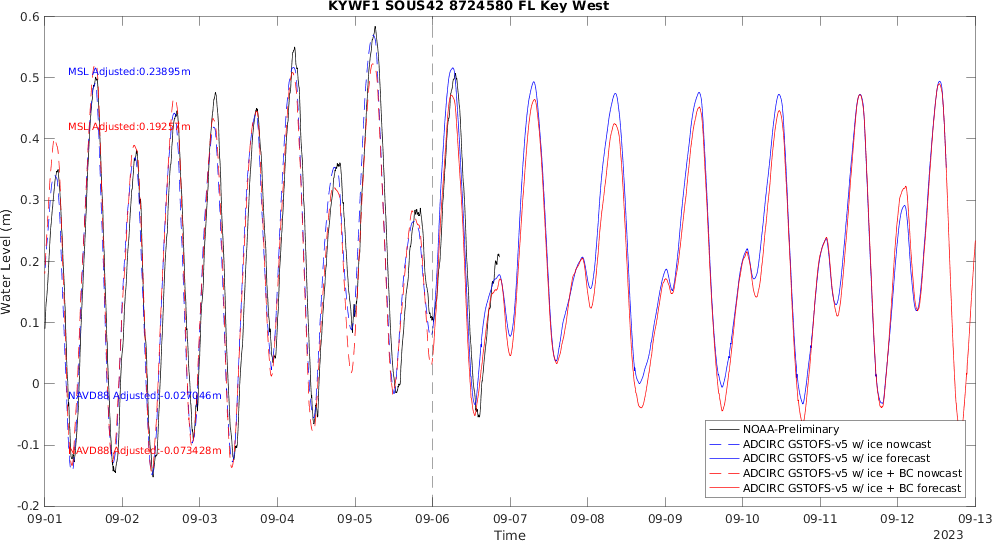 KYWF1 SOUS42 8724580 FL Key West
0.6
0.5
0.4
0.3
0.2
0.1
0
-0.1
-0.2
Water Level (m)
MSL Adjusted:0.23895m
MSL Adjusted:0.19257m
NAVD88 Adjusted:-0.027046m
NAVD88 Adjusted:-0.073428m
NOAA-Preliminary
ADCIRC GSTOFS-v5 w/ ice nowcast
ADCIRC GSTOFS-v5 w/ ice forecast
ADCIRC GSTOFS-v5 w/ ice + BC nowcast
ADCIRC GSTOFS-v5 w/ ice + BC forecast
09-01 09-02 09-03 09-04 09-05 09-06 09-07 09-08 09-09 09-10 09-11 09-12 09-13
Time
2023